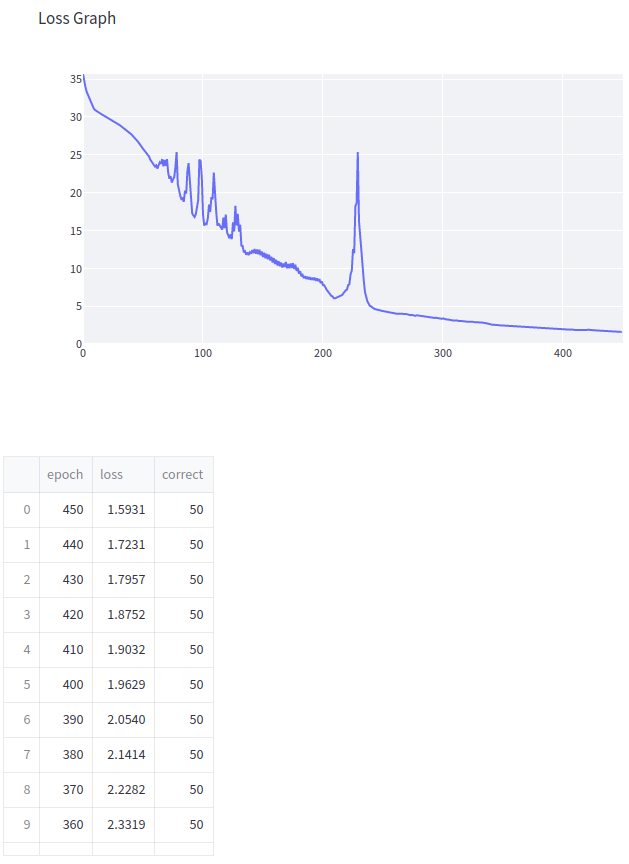 Loss Graph
35
30
25
20
15
10
5
0
0 100 200 300 400
epoch loss correct
0 450 1.5931 50
1 440 1.7231 50
2 430 1.7957 50
3 420 1.8752 50
4 410 1.9032 50
5 400 1.9629 50
6 390 2.0540 50
7 380 2.1414 50
8 370 2.2282 50
9 360 2.3319 50